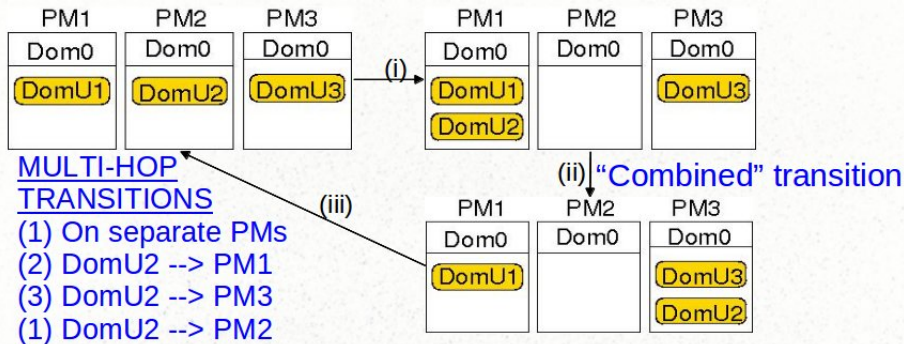 PM1 PM2 PM3
Dom0 Dom0 Dom0
DomU1 DomU2 DomU3
(i)
PM1 PM2 PM3
Dom0 Dom0 Dom0
DomU1 DomU3
DomU2
(ii) “Combined” transition
PM1 PM2 PM3
Dom0 Dom0 Dom0
DomU1 DomU3
DomU2
(iii)
MULTI-HOP
TRANSITIONS
(1) On separate PMs
(2) DomU2 --> PM1
(3) DomU2 --> PM3
(1) DomU2 --> PM2